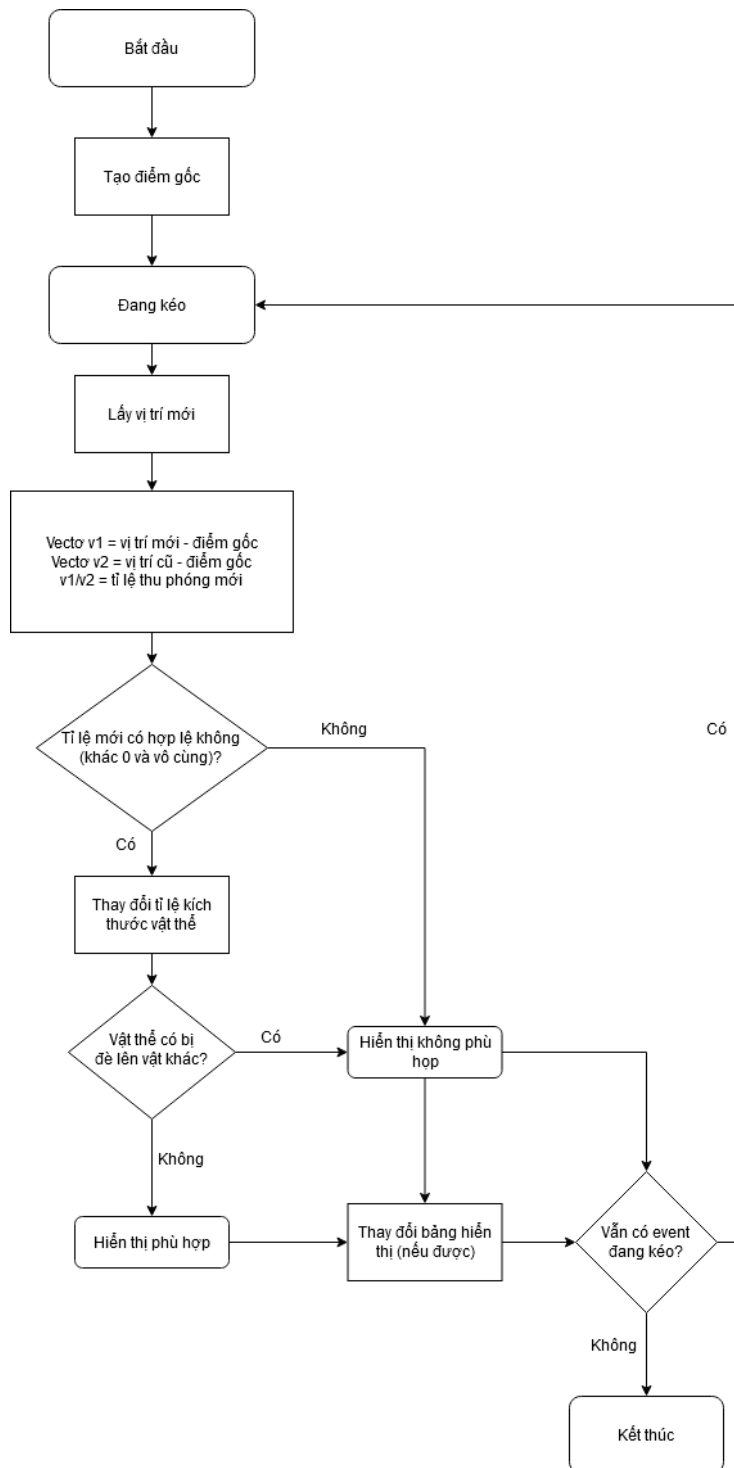 Bắt đầu
Tạo điểm gốc
Đang kéo
Lấy vị trí mới
Vectơ v1 = vị trí mới - điểm gốc
Vectơ v2 = vị trí cũ - điểm gốc
v1/v2 = tỉ lệ thu phóng mới
Tỉ lệ mới có hợp lệ không
(khác 0 và vô cùng)?
Không
Có
Có
Thay đổi tỉ lệ kích
thước vật thể
Vật thể có bị
đè lên vật khác?
Có
Hiển thị không phù
họp
Không
Hiển thị phù hợp
Thay đổi bảng hiển
thị (nếu được)
Vẫn có event
đang kéo?
Không
Kết thúc